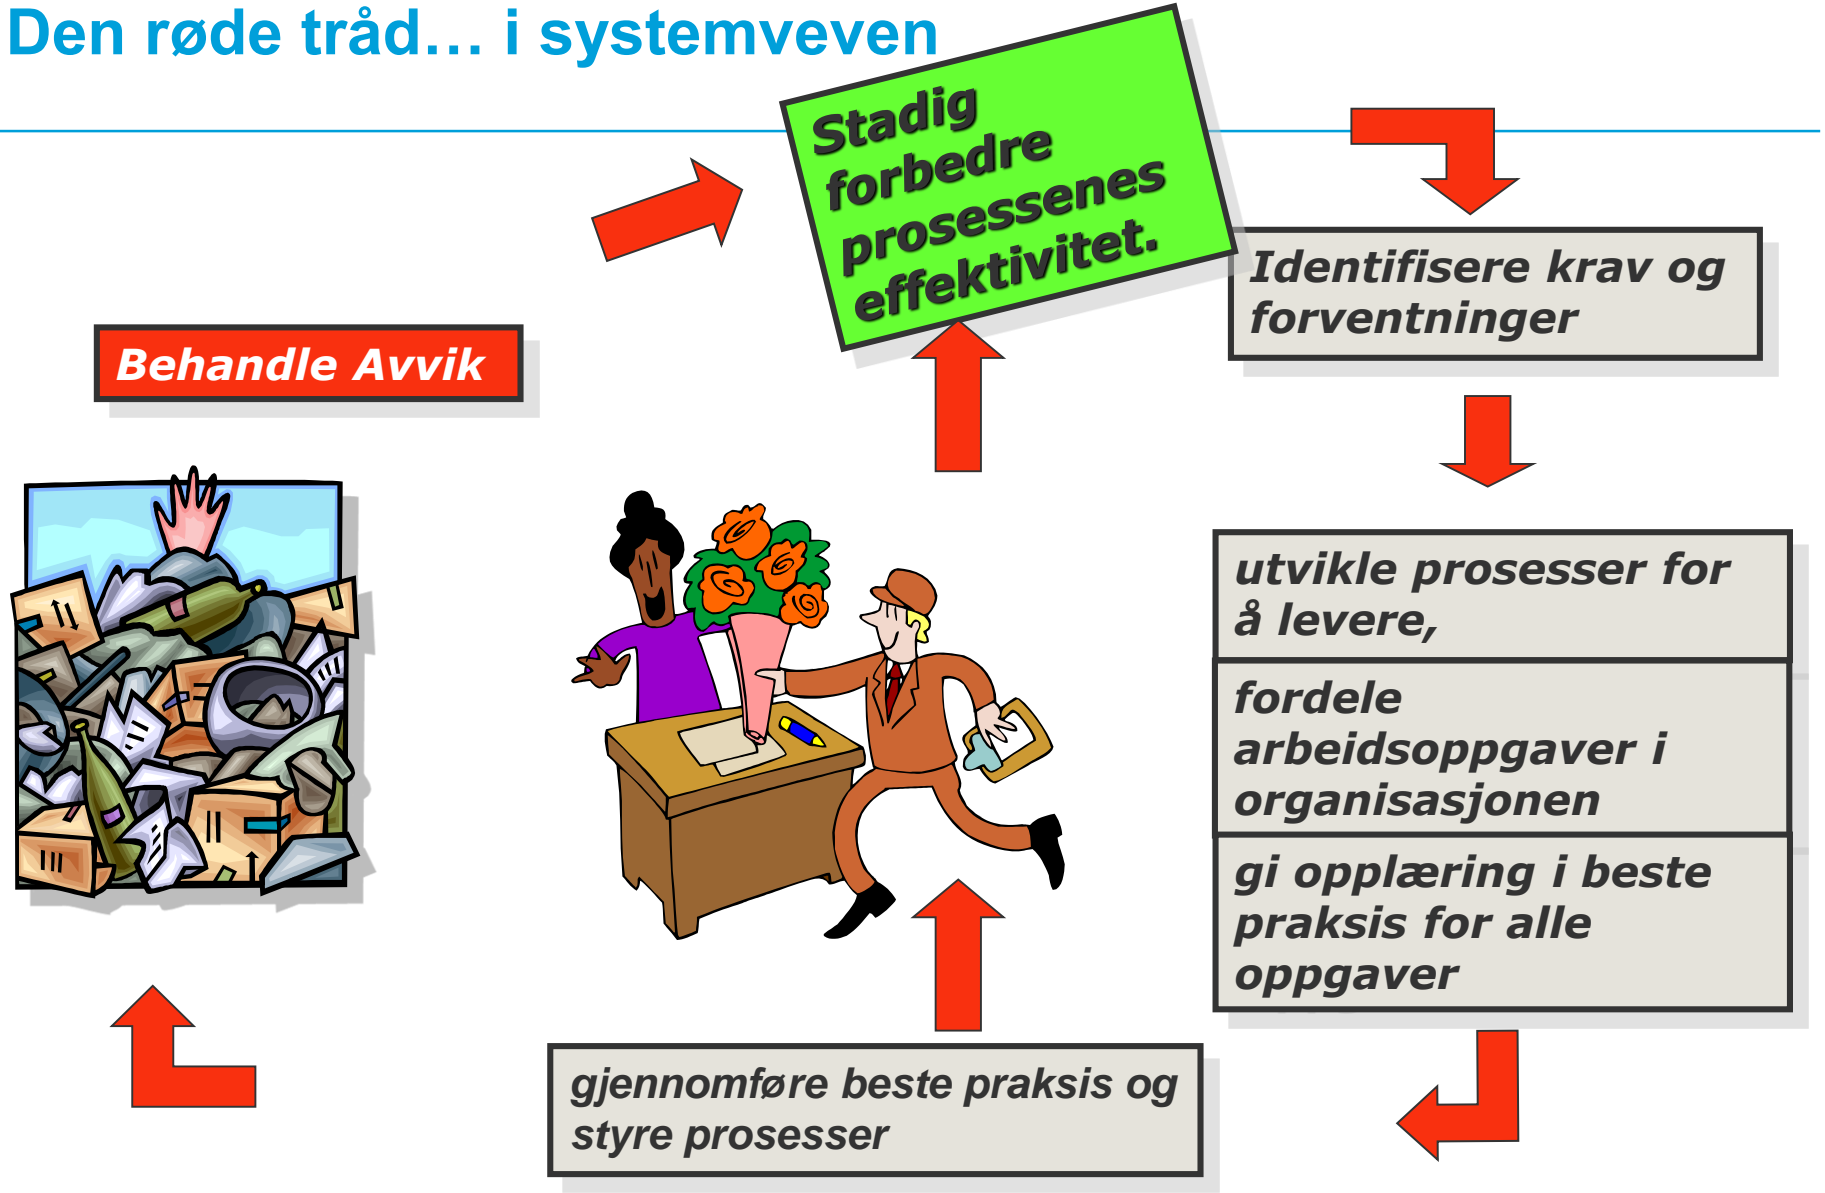 Den røde tråd… i systemveven
Stadig
forbedre
prosessenes
effektivitet.
Identifisere krav og
forventninger
Behandle Avvik
utvikle prosesser for
å levere,
fordele
arbeidsoppgaver i
organisasjonen
gi opplæring i beste
praksis for alle
oppgaver
gjennomføre beste praksis og
styre prosesser